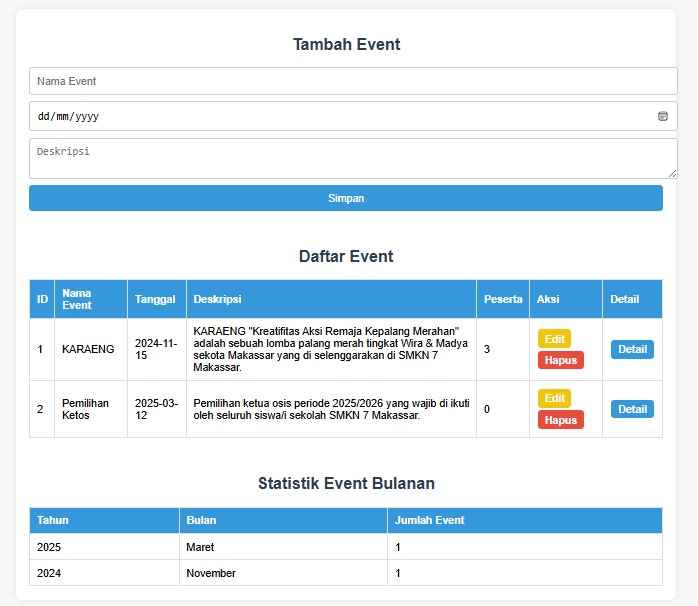 Tambah Event
Nama Event
dd/mm/yyyy
Deskripsi
Simpan
Daftar Event
ID Nama Event Tanggal Deskripsi Peserta Aksi Detail
1 KARAENG 2024-11-15 KARAENG "Kreatifitas Aksi Remaja Kepalang Merahan"
adalah sebuah lomba palang merah tingkat Wira & Madya
sekota Makassar yang di selenggarakan di SMKN 7
Makassar. 3 Edit Hapus Detail
2 Pemilihan Ketos 2025-03-12 Pemilihan ketua osis periode 2025/2026 yang wajib di ikuti
oleh seluruh siswa/i sekolah SMKN 7 Makassar. 0 Edit Hapus Detail
Statistik Event Bulanan
Tahun Bulan Jumlah Event
2025 Maret 1
2024 November 1